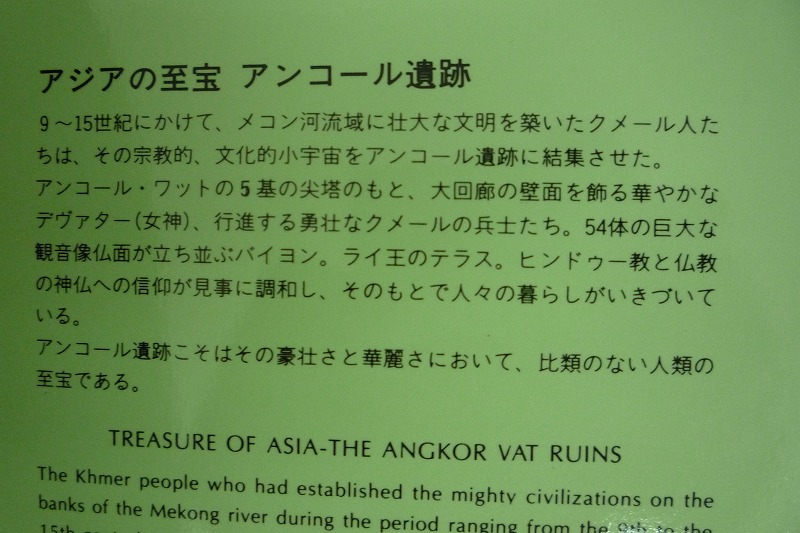 アジアの至宝 アンコール遺跡
9～15世紀にかけて、メコン河流域に壮大な文明を築いたクメール人た
ちは、その宗教的、文化的小宇宙をアンコール遺跡に結集させた。
アンコール・ワットの5基の尖塔のもと、大回廊の壁面を飾る華やかな
デヴァター(女神)、行進する勇壮なクメールの兵士たち。54体の巨大な
観音像仏面が立ち並ぶバイヨン。ライ王のテラス。ヒンドゥー教と仏教
の神仏への信仰が見事に調和し、そのもとで人々の暮らしがいきづいて
いる。
アンコール遺跡こそはその豪壮さと華麗さにおいて、比類のない人類の
至宝である。
TREASURE OF ASIA-THE ANGKOR VAT RUINS
The Khmer people who had established the mighty civilizations on the
banks of the Mekong river during the period ranging from the 9th to the
15th